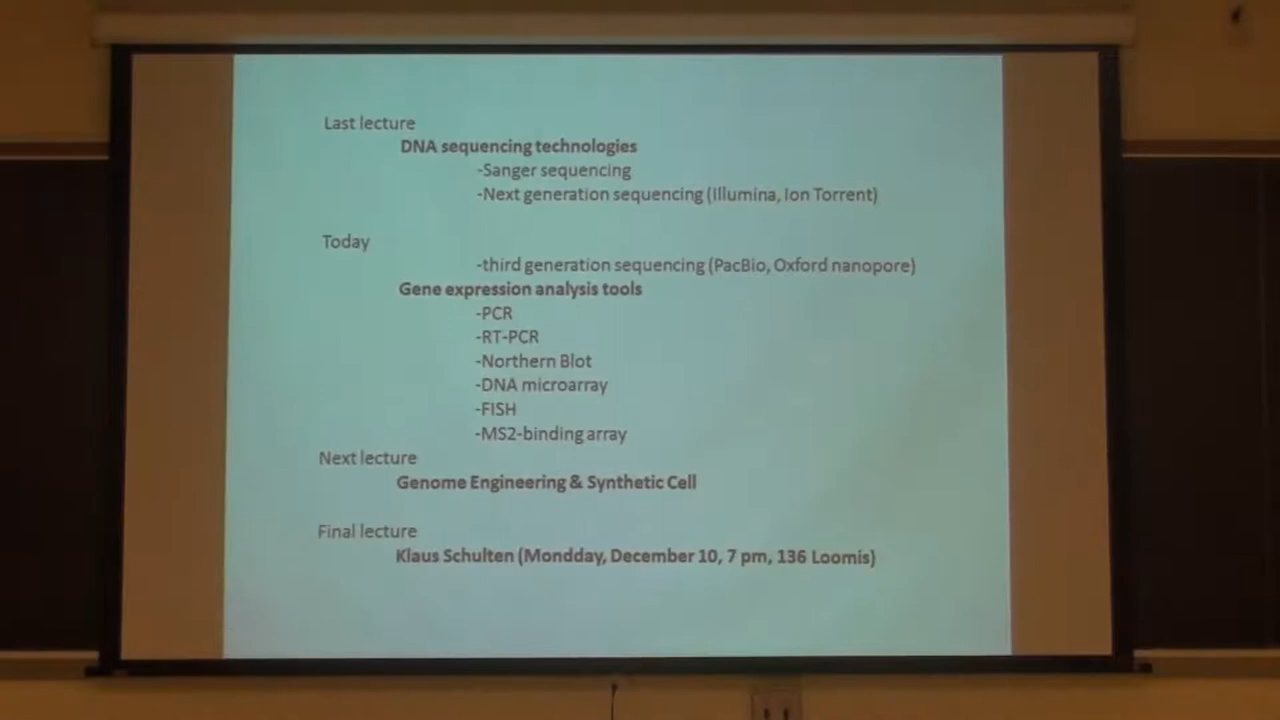 Last lecture
DNA sequencing technologies
-Sanger sequencing
-Next generation sequencing (Illumina, Ion Torrent)
Today
-third generation sequencing (PacBio, Oxford nanopore)
Gene expression analysis tools
-PCR
-RT-PCR
-Northern Blot
-DNA microarray
-FISH
-MS2-binding array
Next lecture
Genome Engineering & Synthetic Cell
Final lecture
Klaus Schulten (Mondday, December 10, 7 pm, 136 Loomis)